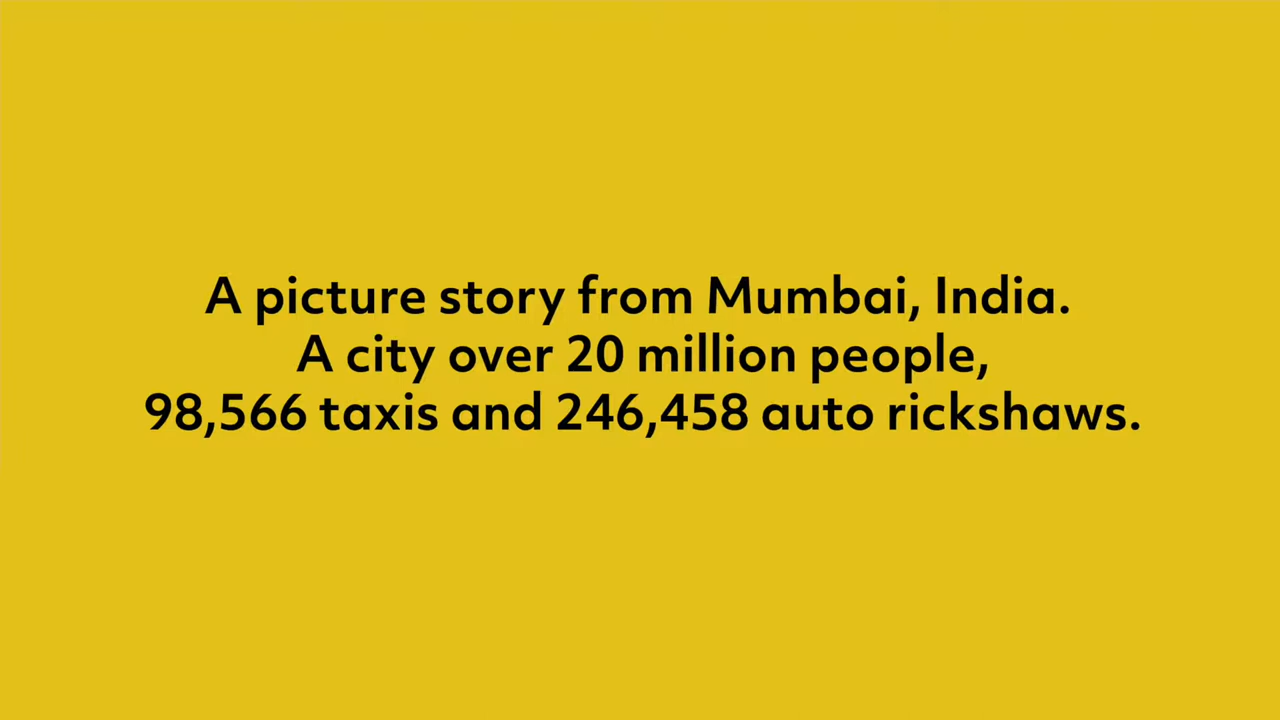 A picture story from Mumbai, India.
A city over 20 million people,
98,566 taxis and 246,458 auto rickshaws.